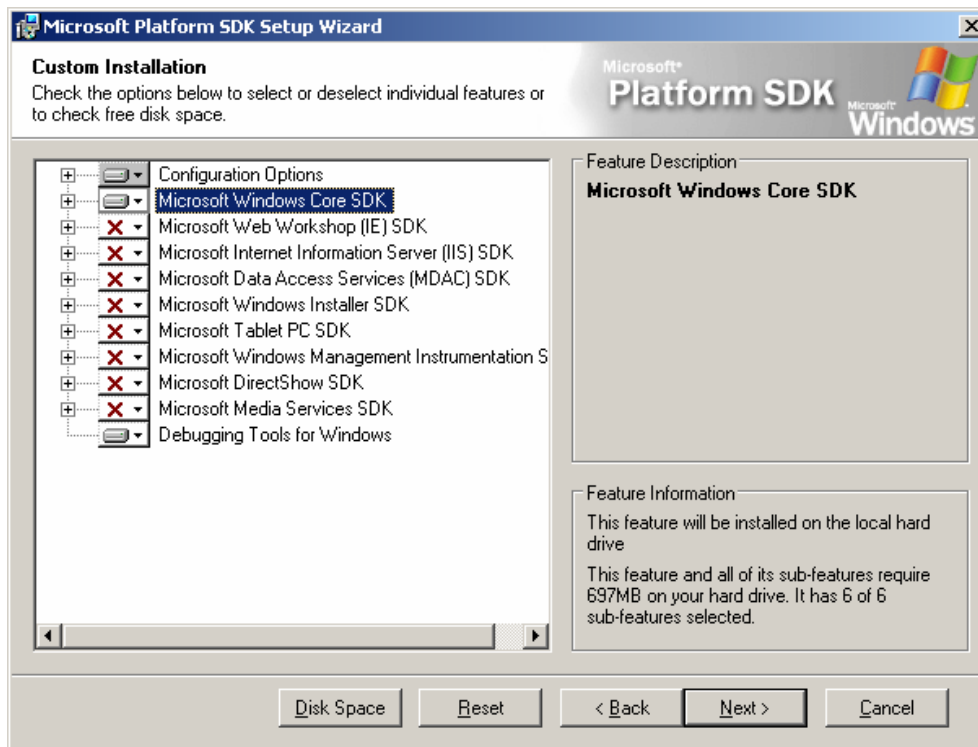 Microsoft Platform SDK Setup Wizard
Custom Installation
Check the options below to select or deselect individual features or
to check free disk space.
Microsoft
Platform SDK
Microsoft
Windows
Configuration Options
Microsoft Windows Core SDK
Microsoft Web Workshop (IE) SDK
Microsoft Internet Information Server (IIS) SDK
Microsoft Data Access Services (MDAC) SDK
Microsoft Windows Installer SDK
Microsoft Tablet PC SDK
Microsoft Windows Management Instrumentation S
Microsoft DirectShow SDK
Microsoft Media Services SDK
Debugging Tools for Windows
Feature Description
Microsoft Windows Core SDK
Feature Information
This feature will be installed on the local hard
drive
This feature and all of its sub-features require
697MB on your hard drive. It has 6 of 6
sub-features selected.
Disk Space
Reset
< Back
Next >
Cancel